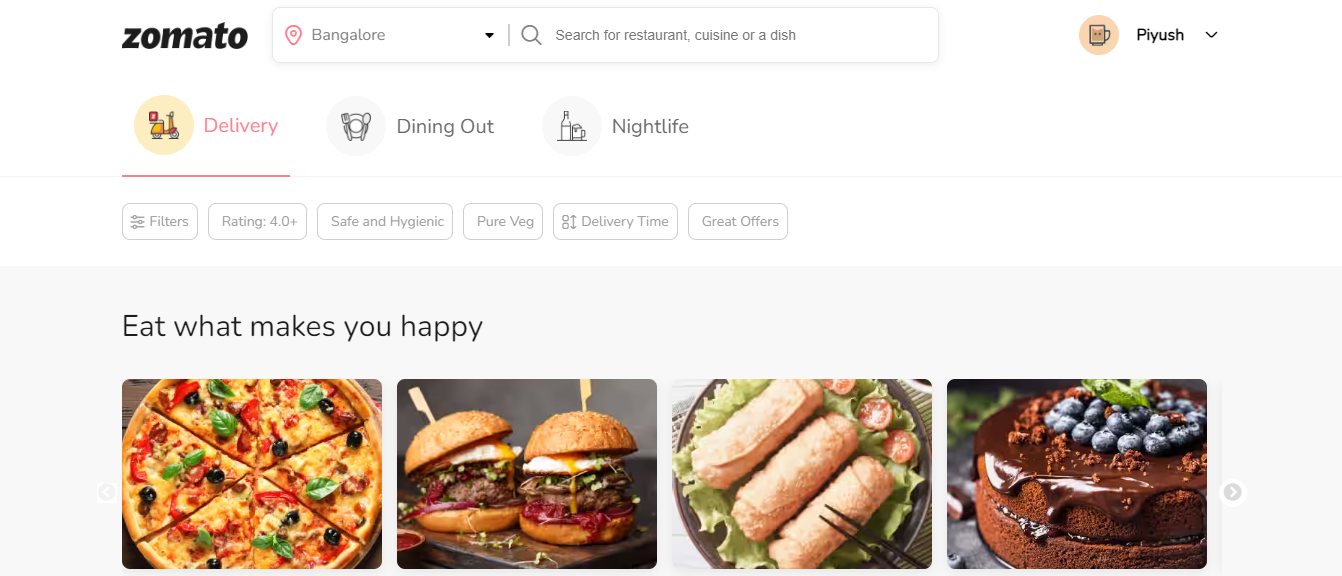 zomato
Bangalore
Search for restaurant, cuisine or a dish
Piyush
Delivery
Dining Out
Nightlife
Filters
Rating: 4.0+
Safe and Hygienic
Pure Veg
Delivery Time
Great Offers
Eat what makes you happy